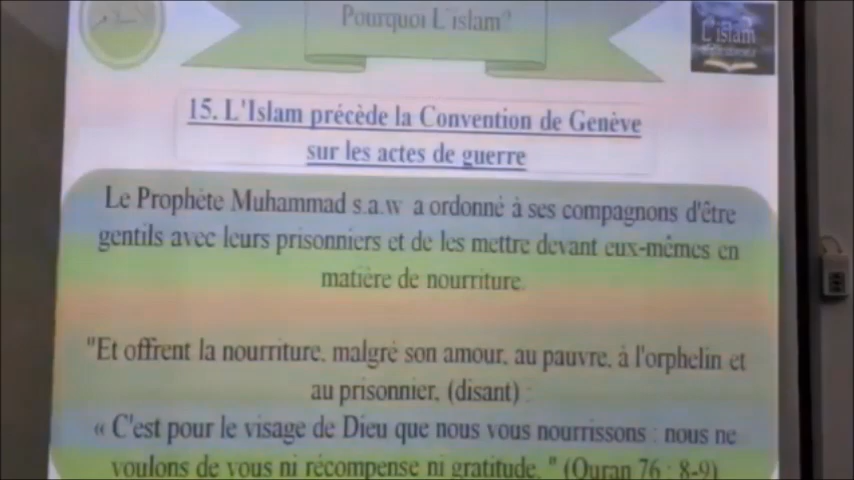 Pourquoi L'islam?
L'islam
15. L'Islam précède la Convention de Genève
sur les actes de guerre
Le Prophète Muhammad s.a.w a ordonné à ses compagnons d'être
gentils avec leurs prisonniers et de les mettre devant eux-mêmes en
matière de nourriture.
"Et offrent la nourriture, malgré son amour, au pauvre, à l'orphelin et
au prisonnier, (disant) :
« C'est pour le visage de Dieu que nous vous nourrissons : nous ne
voulons de vous ni récompense ni gratitude. " (Quran 76 : 8-9)